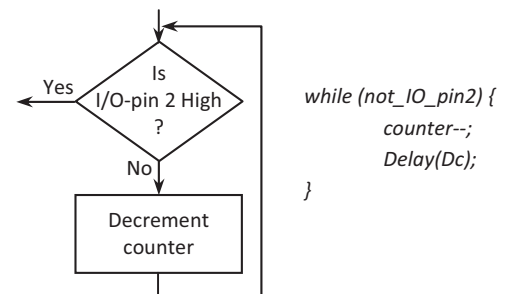 Is
Yes
I/O-pin 2 High
?
No
Decrement
counter
while (not_IO_pin2) {
counter--;
Delay(Dc);
}